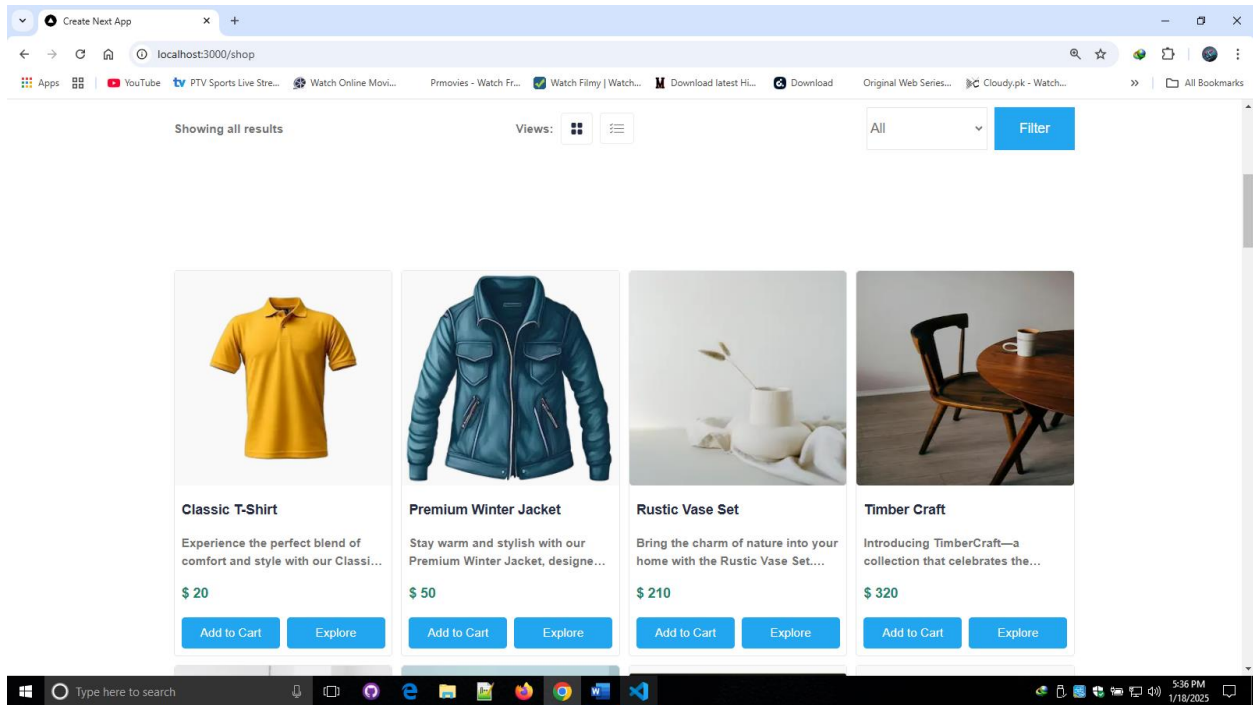 Create Next App
localhost:3000/shop
Apps YouTube PTV Sports Live Stre... Watch Online Movi... Prmovies - Watch Fr... Watch Filmy | Watch... Download latest Hi... Download Original Web Series... Cloudy.pk - Watch... All Bookmarks
Showing all results Views: All Filter
Classic T-Shirt
Experience the perfect blend of
comfort and style with our Classi...
$ 20
Add to Cart Explore
Premium Winter Jacket
Stay warm and stylish with our
Premium Winter Jacket, designe...
$ 50
Add to Cart Explore
Rustic Vase Set
Bring the charm of nature into your
home with the Rustic Vase Set....
$ 210
Add to Cart Explore
Timber Craft
Introducing TimberCraft—a
collection that celebrates the...
$ 320
Add to Cart Explore
Type here to search
5:36 PM
1/18/2025